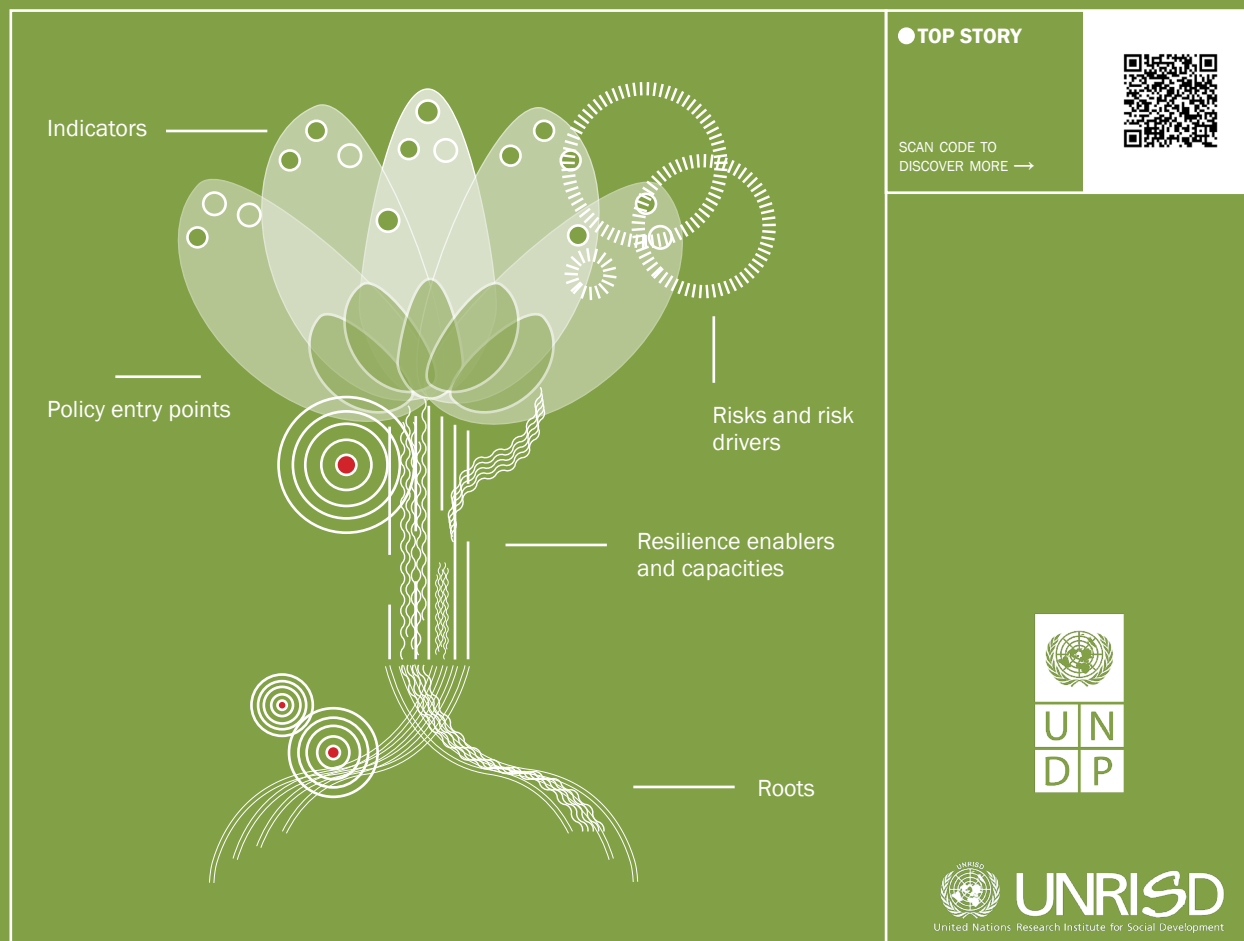 TOP STORY
SCAN CODE TO
DISCOVER MORE →
Indicators
Policy entry points
Risks and risk
drivers
Resilience enablers
and capacities
Roots
U N
D P
UNRISD
UNRISD
United Nations Research Institute for Social Development